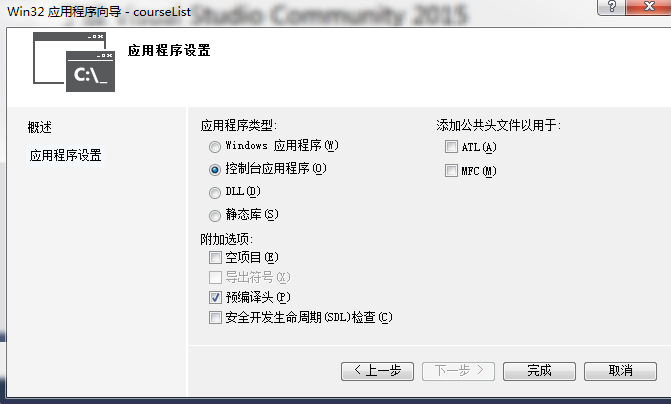 Win32 应用程序向导 - courseList
Visual Studio Community 2015
C:\_
应用程序设置
概述
应用程序设置
应用程序类型:
Windows 应用程序(W)
控制台应用程序(O)
DLL(D)
静态库(S)
附加选项:
空项目(E)
导出符号(X)
预编译头(P)
安全开发生命周期(SDL)检查(C)
添加公共头文件以用于:
ATL(A)
MFC(M)
< 上一步
下一步 >
完成
取消